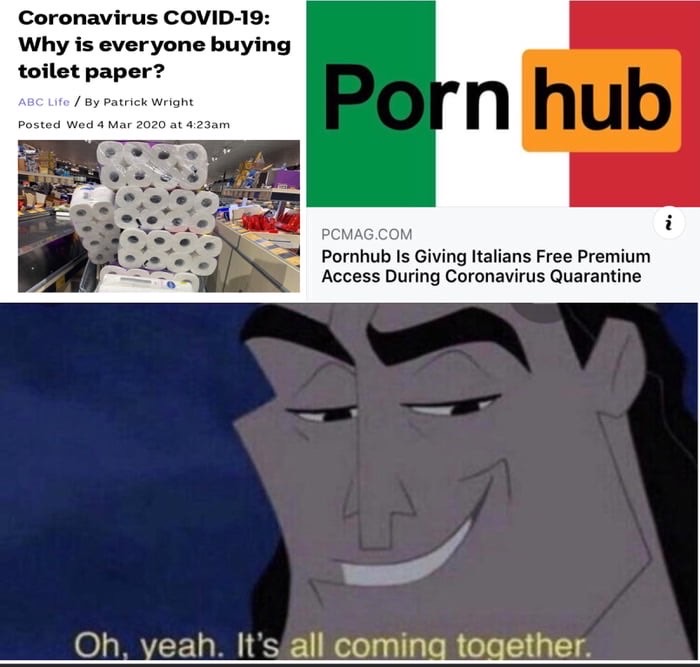 Coronavirus COVID-19:
Why is everyone buying
toilet paper?
ABC Life / By Patrick Wright
Posted Wed 4 Mar 2020 at 4:23am
Porn hub
i
PCMAG.COM
Pornhub Is Giving Italians Free Premium
Access During Coronavirus Quarantine
Oh, yeah. It's all coming together.